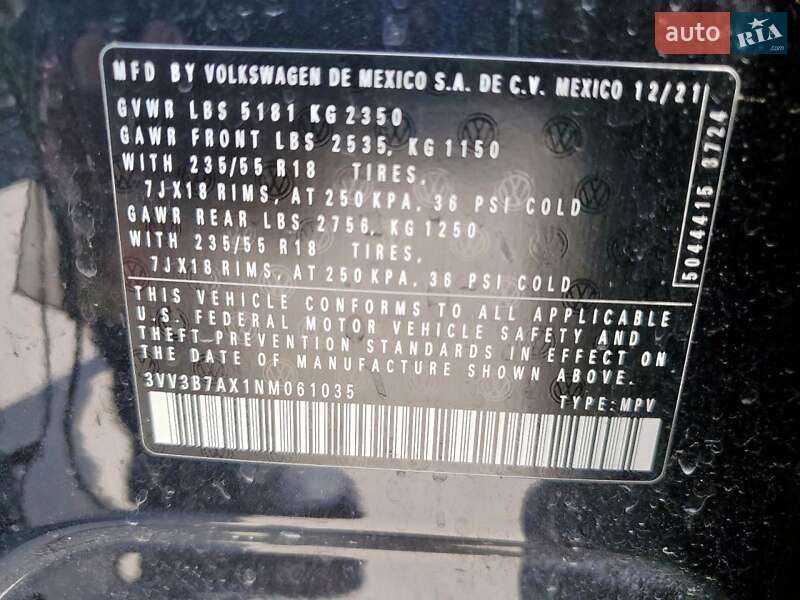 auto RIA.com
MFD BY VOLKSWAGEN DE MEXICO S.A. DE C.V. MEXICO 12/21
GVWR LBS 5181 KG 2350
GAWR FRONT LBS 2535, KG 1150
WITH 235/55 R18 TIRES,
7JX18 RIMS, AT 250 KPA, 36 PSI COLD
GAWR REAR LBS 2756, KG 1250
WITH 235/55 R18 TIRES,
7JX18 RIMS, AT 250 KPA, 36 PSI COLD
5044415 3724
THIS VEHICLE CONFORMS TO ALL APPLICABLE
U.S. FEDERAL MOTOR VEHICLE SAFETY AND
THEFT PREVENTION STANDARDS IN EFFECT ON
THE DATE OF MANUFACTURE SHOWN ABOVE.
3VV3B7AX1NM061035
TYPE: MPV